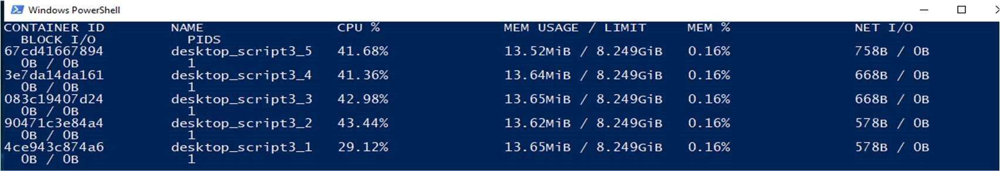 Windows PowerShell
CONTAINER ID NAME CPU % MEM USAGE / LIMIT MEM % NET I/O
BLOCK I/O PIDS
67cd41667894 desktop_script3_5 41.68% 13.52MiB / 8.249GiB 0.16% 758B / 0B
0B / 0B 1
3e7da14da161 desktop_script3_4 41.36% 13.64MiB / 8.249GiB 0.16% 668B / 0B
0B / 0B 1
083c19407d24 desktop_script3_3 42.98% 13.65MiB / 8.249GiB 0.16% 668B / 0B
0B / 0B 1
90471c3e84a4 desktop_script3_2 43.44% 13.62MiB / 8.249GiB 0.16% 578B / 0B
0B / 0B 1
4ce943c874a6 desktop_script3_1 29.12% 13.65MiB / 8.249GiB 0.16% 578B / 0B
0B / 0B 1